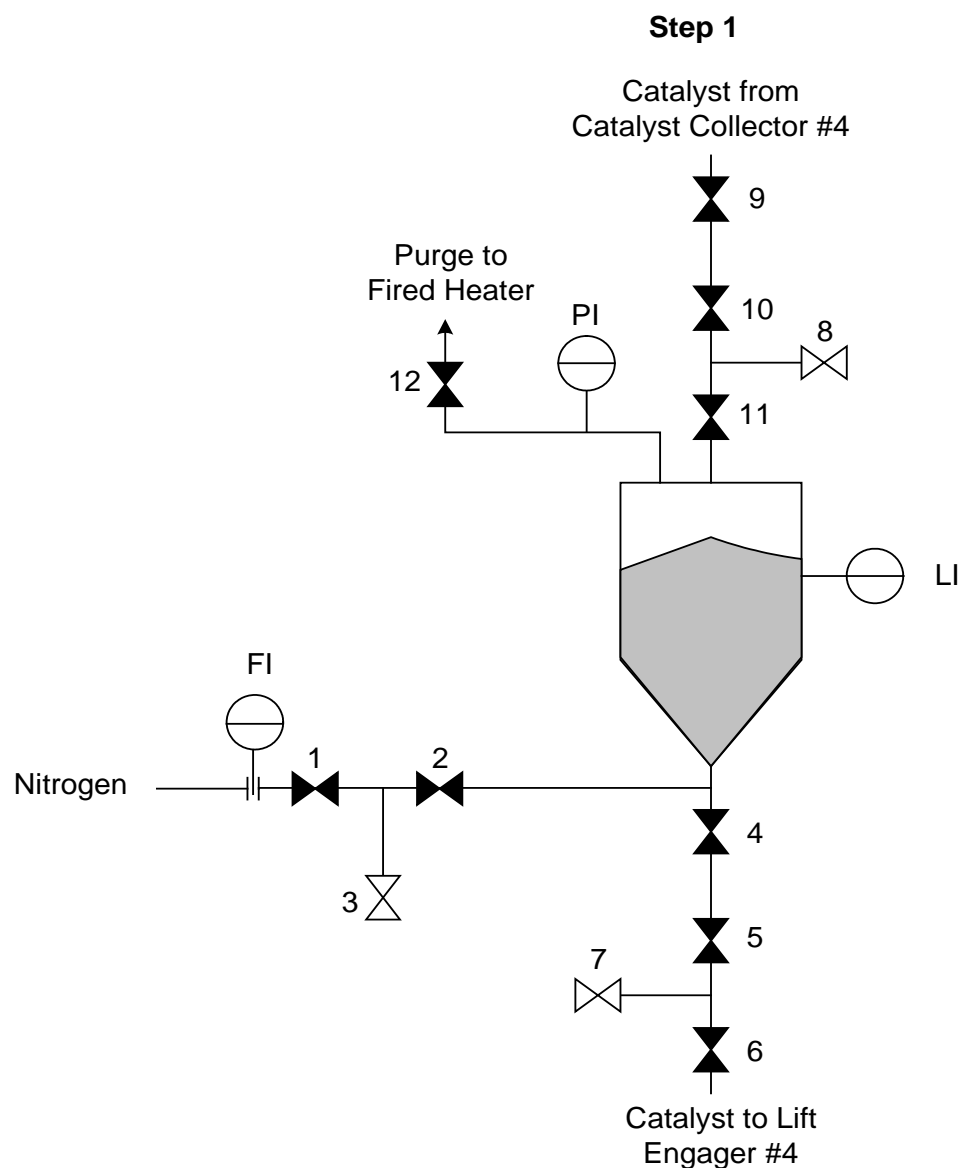 Step 1
Catalyst from
Catalyst Collector #4
9
Purge to
Fired Heater
10
PI
8
12
11
LI
FI
1
2
Nitrogen
4
3
5
7
6
Catalyst to Lift
Engager #4